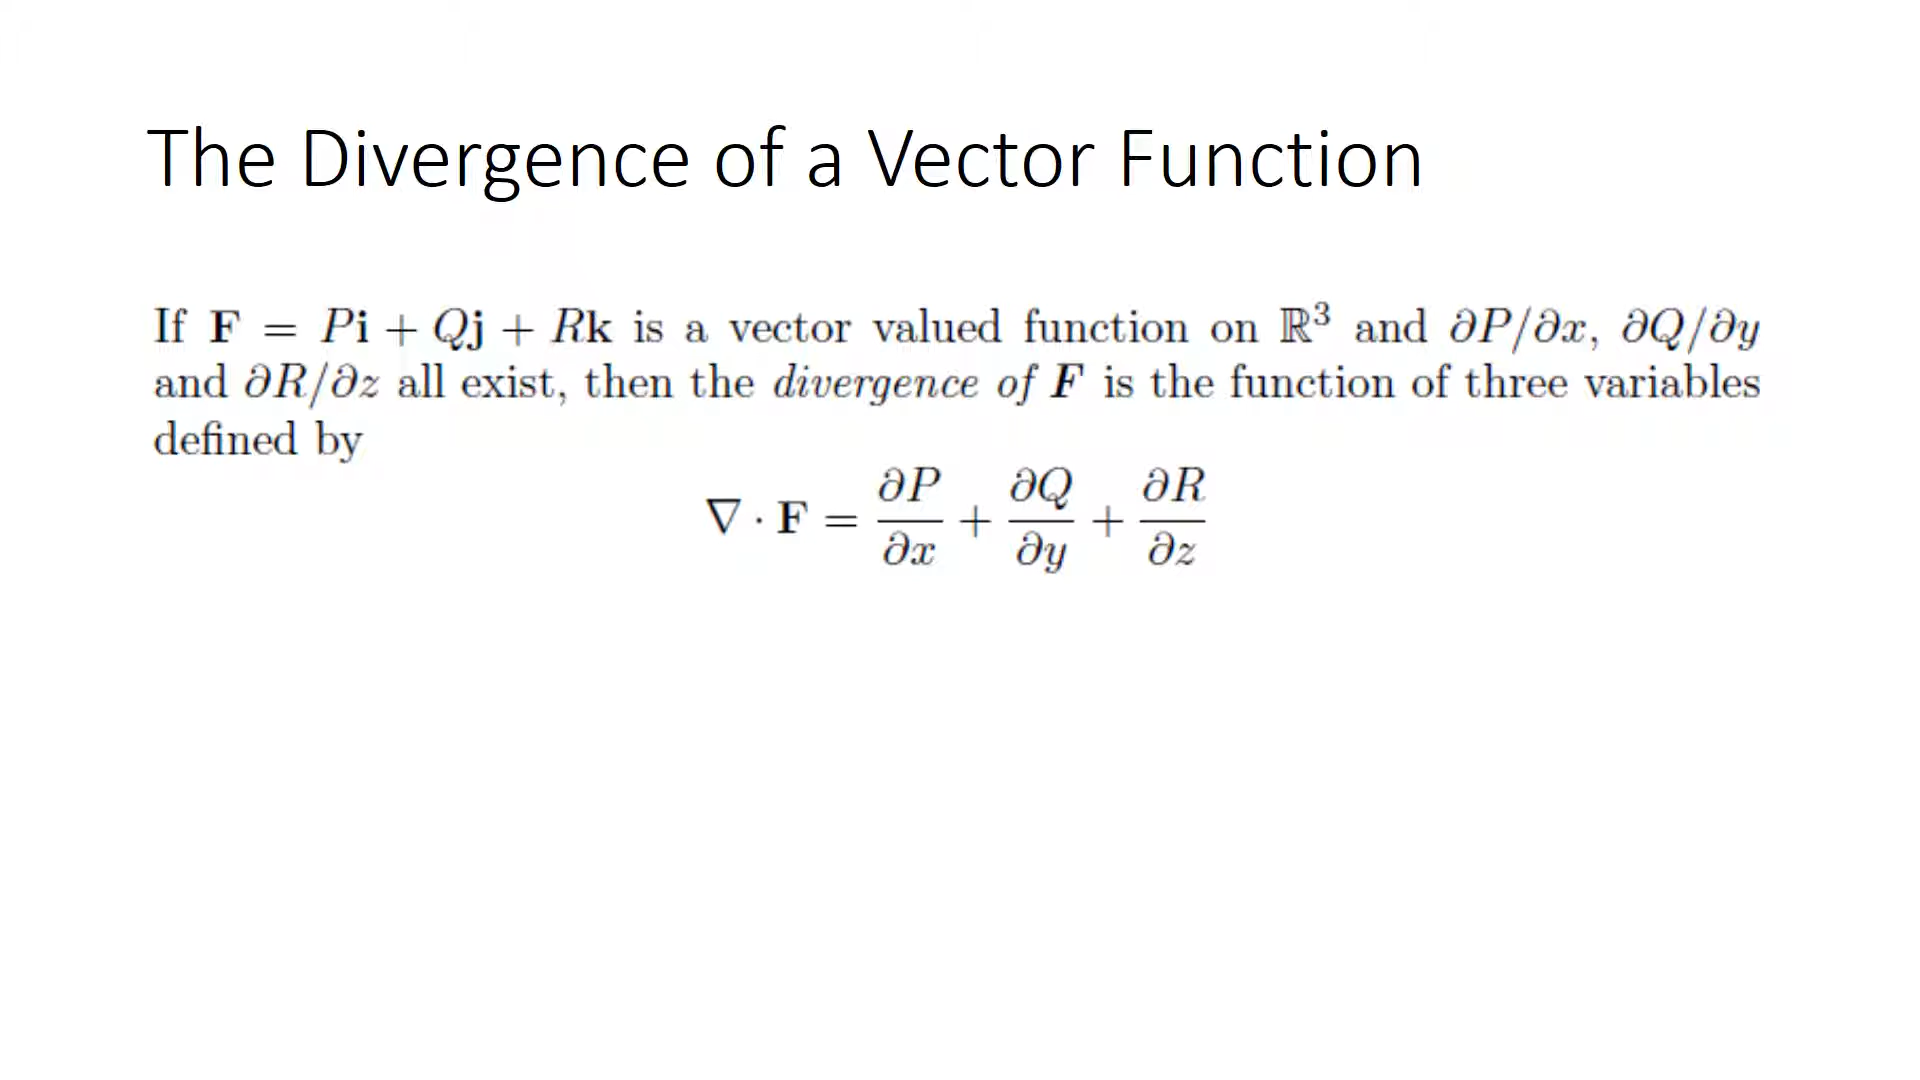 The Divergence of a Vector Function
If F = Pi + Qj + Rk is a vector valued function on ℝ³ and ∂P/∂x, ∂Q/∂y
and ∂R/∂z all exist, then the divergence of F is the function of three variables
defined by
∇ · F = ∂P/∂x + ∂Q/∂y + ∂R/∂z